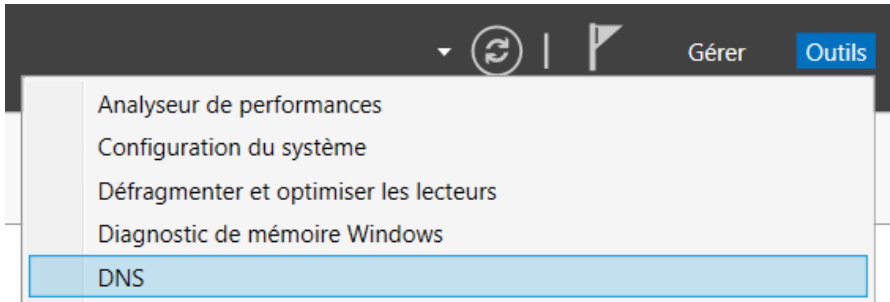 Gérer Outils
Analyseur de performances
Configuration du système
Défragmenter et optimiser les lecteurs
Diagnostic de mémoire Windows
DNS